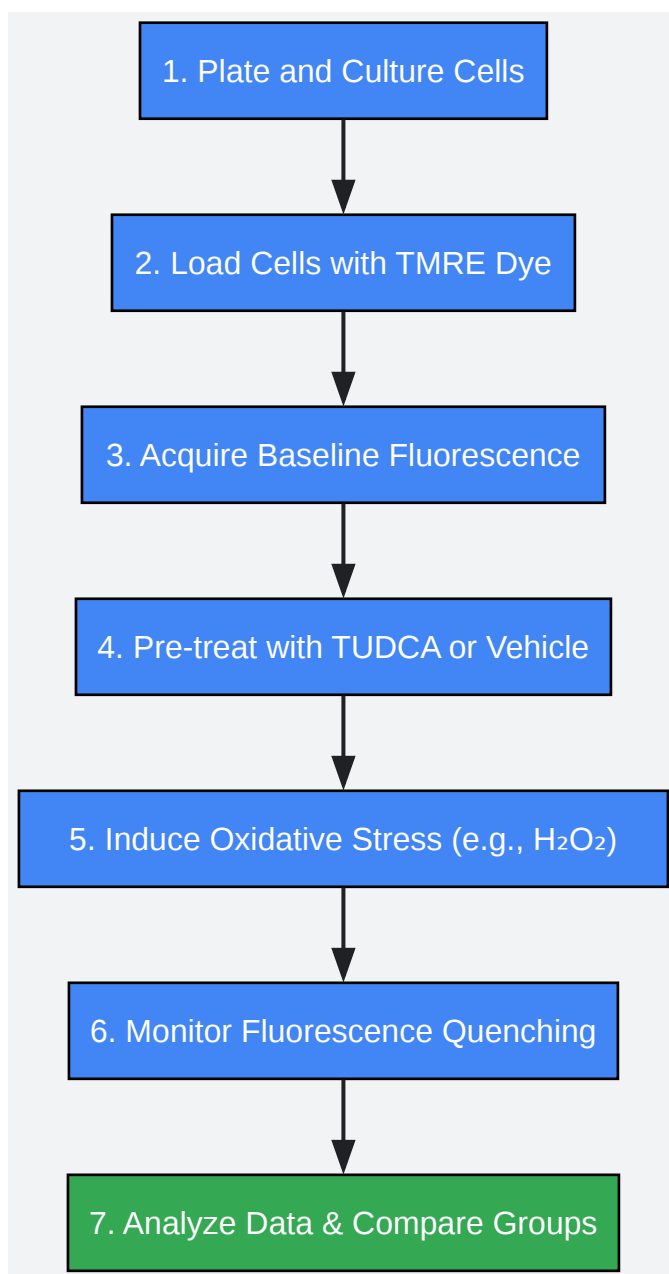 1. Plate and Culture Cells
2. Load Cells with TMRE Dye
3. Acquire Baseline Fluorescence
4. Pre-treat with TUDCA or Vehicle
5. Induce Oxidative Stress (e.g., H₂O₂)
6. Monitor Fluorescence Quenching
7. Analyze Data & Compare Groups